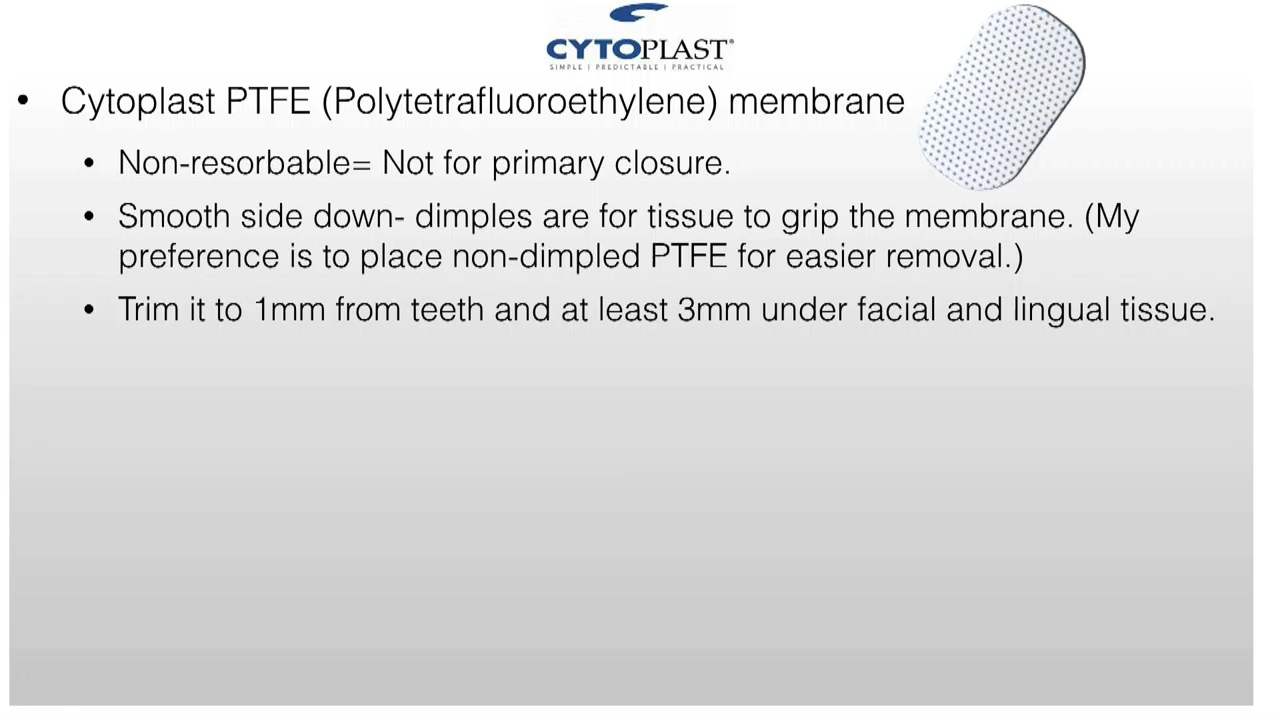 CYTOPLAST®
SIMPLE | PREDICTABLE | PRACTICAL
• Cytoplast PTFE (Polytetrafluoroethylene) membrane
• Non-resorbable= Not for primary closure.
• Smooth side down- dimples are for tissue to grip the membrane. (My
preference is to place non-dimpled PTFE for easier removal.)
• Trim it to 1mm from teeth and at least 3mm under facial and lingual tissue.